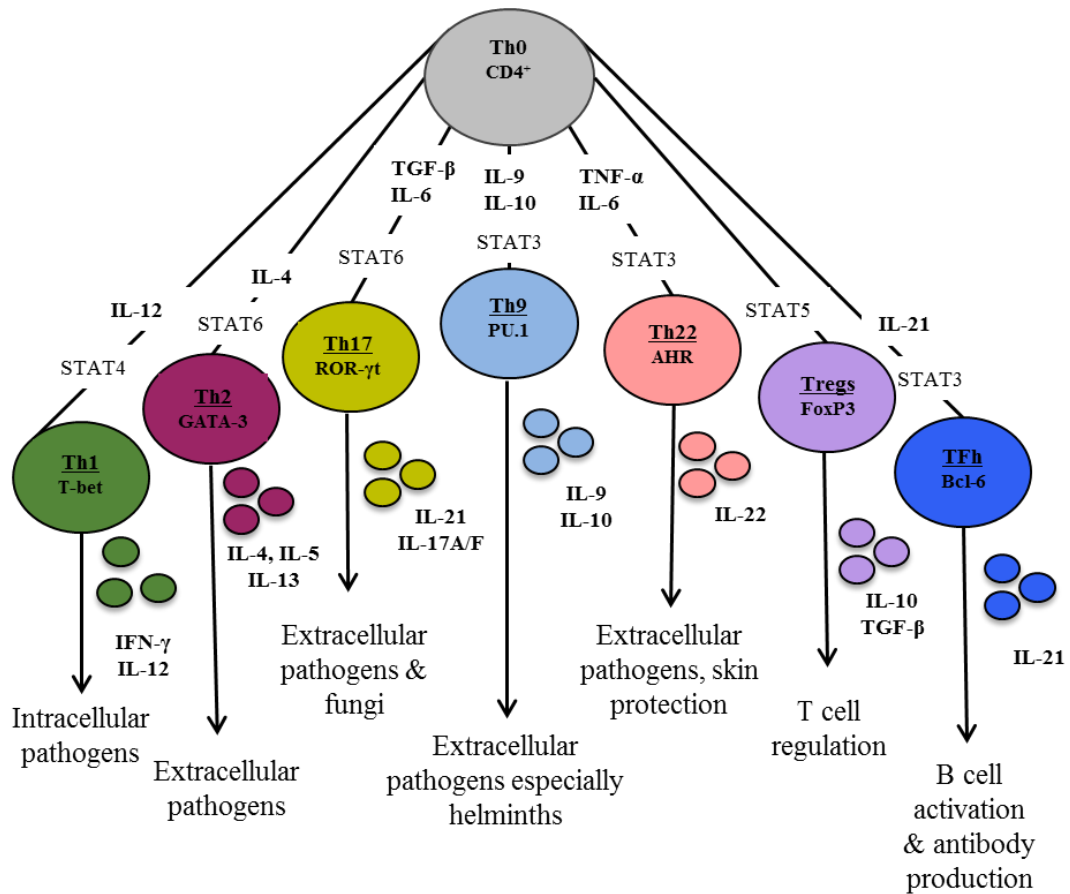 Th0
CD4⁺
TGF-β
IL-6
IL-9
IL-10
TNF-α
IL-6
STAT6
STAT3
STAT3
IL-12
IL-4
STAT6
STAT4
STAT5
IL-21
STAT3
Th1
T-bet
Th2
GATA-3
Th17
ROR-γt
Th9
PU.1
Th22
AHR
Tregs
FoxP3
TFh
Bcl-6
IFN-γ
IL-12
IL-4, IL-5
IL-13
IL-21
IL-17A/F
IL-9
IL-10
IL-22
IL-10
TGF-β
IL-21
Intracellular
pathogens
Extracellular
pathogens
Extracellular
pathogens &
fungi
Extracellular
pathogens especially
helminths
Extracellular
pathogens, skin
protection
T cell
regulation
B cell
activation
& antibody
production